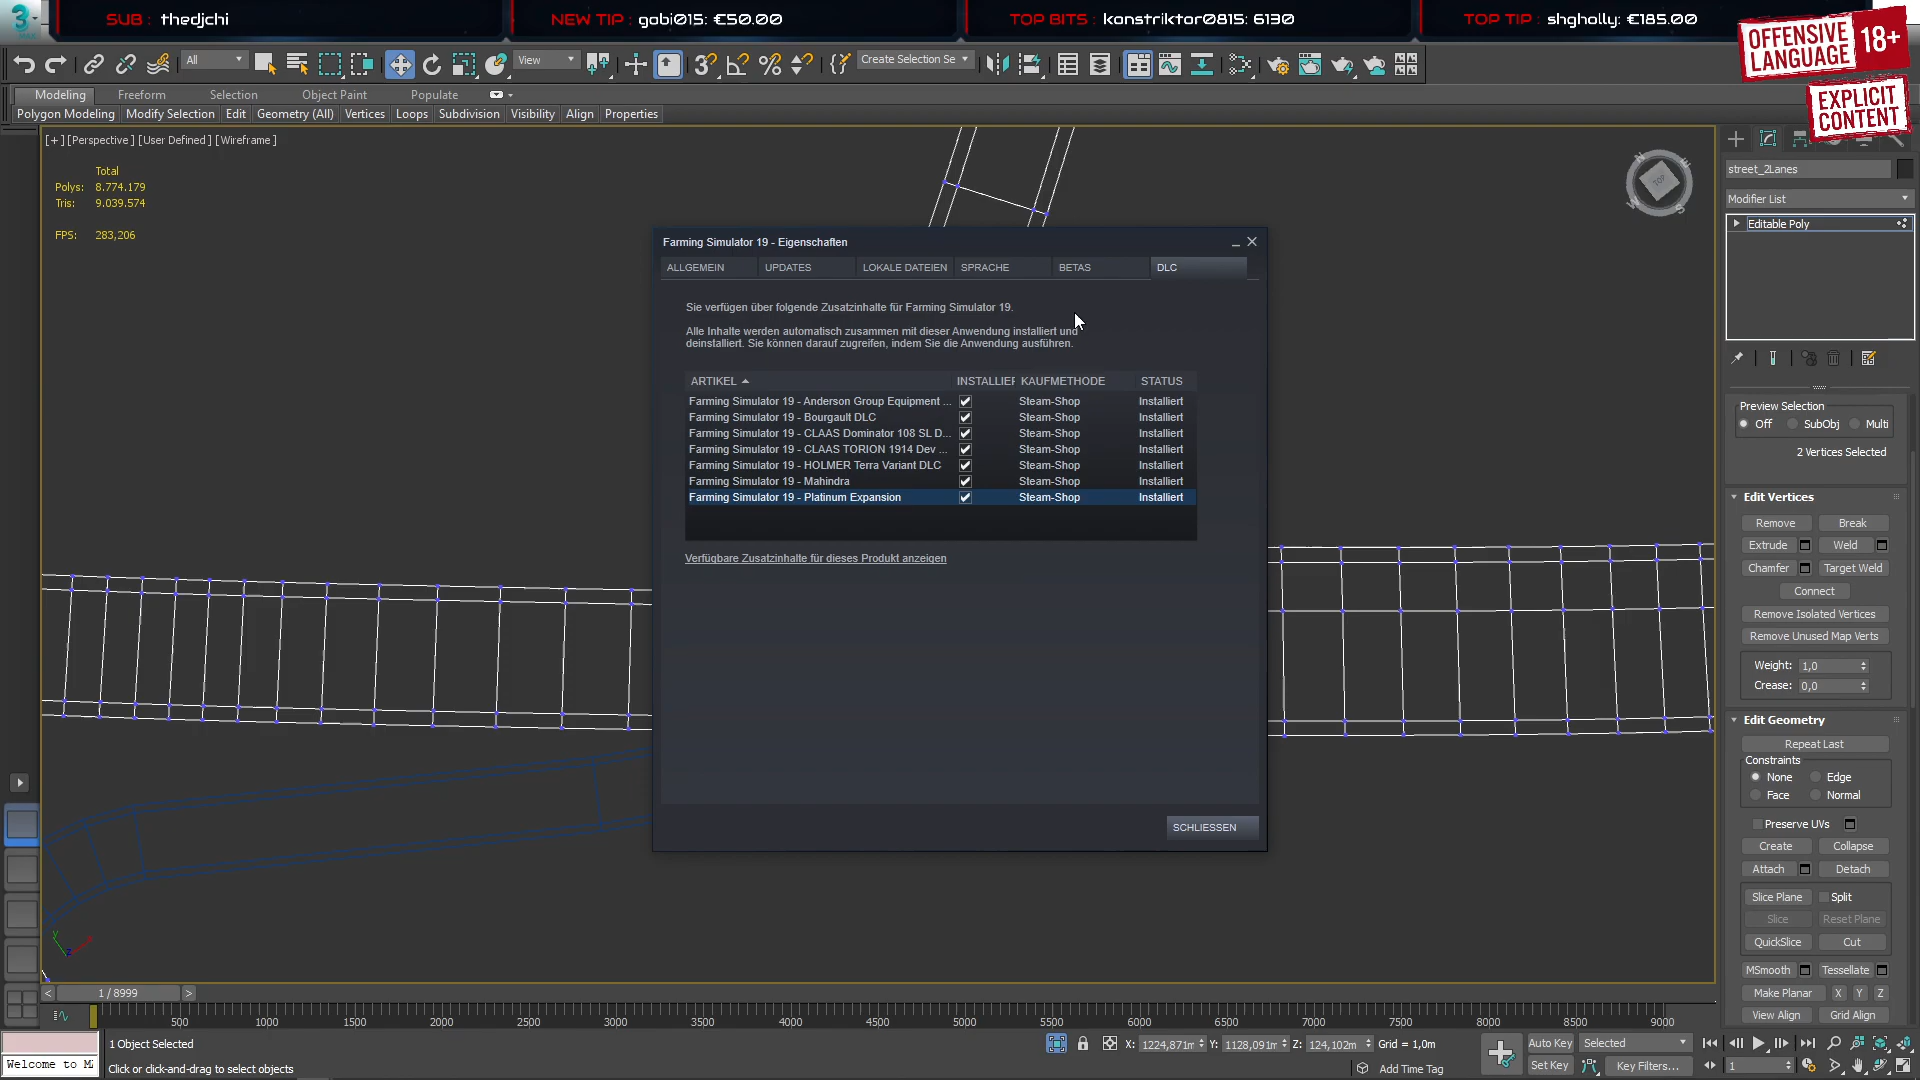 SUB : thedjchi
NEW TIP : gabi015: €50.00
TOP BITS : konstriktor0815: 6130
TOP TIP : shgholly: €185.00
OFFENSIVE LANGUAGE 18+
EXPLICIT CONTENT
All
View
Create Selection Se
Modeling
Freeform
Selection
Object Paint
Populate
Polygon Modeling
Modify Selection
Edit
Geometry (All)
Vertices
Loops
Subdivision
Visibility
Align
Properties
[+] [Perspective] [User Defined] [Wireframe]
Total
Polys: 8.774.179
Tris: 9.039.574
FPS: 283,206
TOP
street_2Lanes
Modifier List
Editable Poly
Farming Simulator 19 - Eigenschaften
ALLGEMEIN
UPDATES
LOKALE DATEIEN
SPRACHE
BETAS
DLC
Sie verfügen über folgende Zusatzinhalte für Farming Simulator 19.
Alle Inhalte werden automatisch zusammen mit dieser Anwendung installiert und
deinstalliert. Sie können darauf zugreifen, indem Sie die Anwendung ausführen.
ARTIKEL INSTALLIEF KAUFMETHODE STATUS
Farming Simulator 19 - Anderson Group Equipment ... Steam-Shop Installiert
Farming Simulator 19 - Bourgault DLC Steam-Shop Installiert
Farming Simulator 19 - CLAAS Dominator 108 SL D... Steam-Shop Installiert
Farming Simulator 19 - CLAAS TORION 1914 Dev ... Steam-Shop Installiert
Farming Simulator 19 - HOLMER Terra Variant DLC Steam-Shop Installiert
Farming Simulator 19 - Mahindra Steam-Shop Installiert
Farming Simulator 19 - Platinum Expansion Steam-Shop Installiert
Verfügbare Zusatzinhalte für dieses Produkt anzeigen
SCHLIESSEN
Preview Selection
Off SubObj Multi
2 Vertices Selected
Edit Vertices
Remove Break
Extrude Weld
Chamfer Target Weld
Connect
Remove Isolated Vertices
Remove Unused Map Verts
Weight: 1,0
Crease: 0,0
Edit Geometry
Repeat Last
Constraints
None Edge
Face Normal
Preserve UVs
Create Collapse
Attach Detach
Slice Plane Split
Slice Reset Plane
QuickSlice Cut
MSmooth Tessellate
Make Planar X Y Z
View Align Grid Align
< 1 / 8999 >
500 1000 1500 2000 2500 3000 3500 4000 4500 5000 5500 6000 6500 7000 7500 8000 8500 9000
1 Object Selected
X: 1224,871m Y: 1128,091m Z: 124,102m Grid = 1,0m
Auto Key Selected
Welcome to M
Click or click-and-drag to select objects
Add Time Tag
Set Key Key Filters...
1